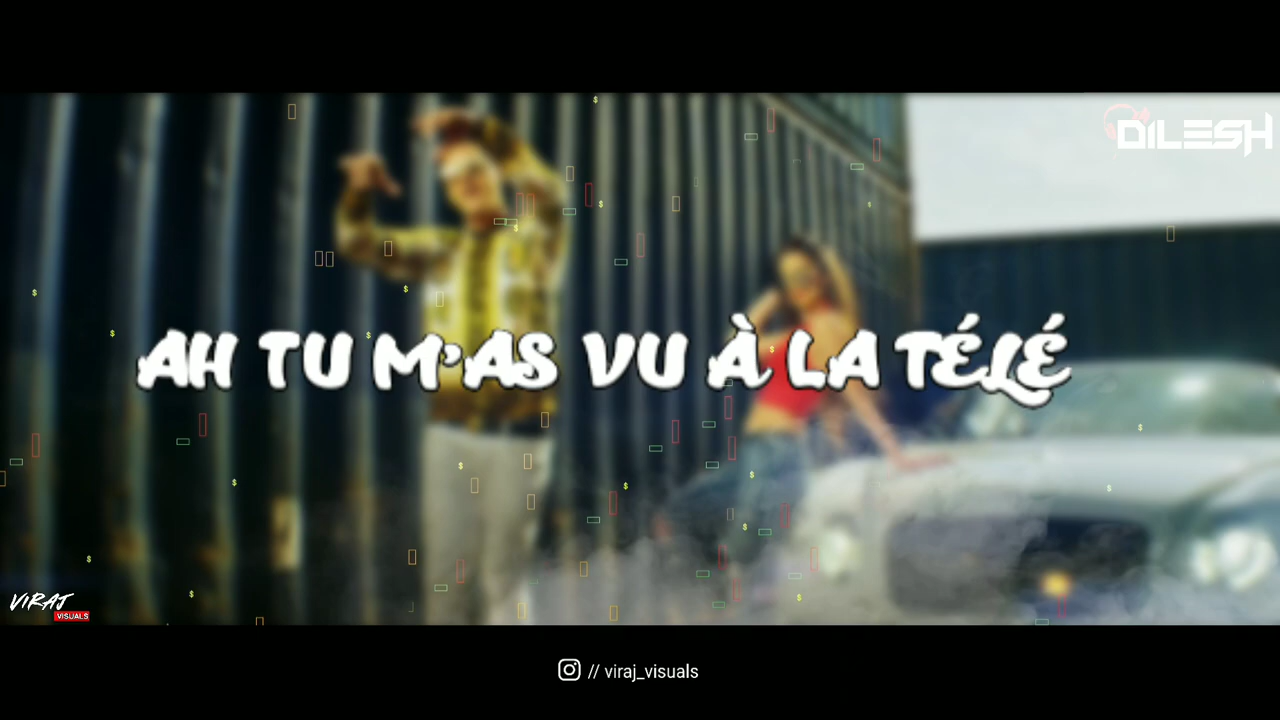 DILESH
AH TU M'AS VU À LA TÉLÉ
VIRAJ
VISUALS
// viraj_visuals